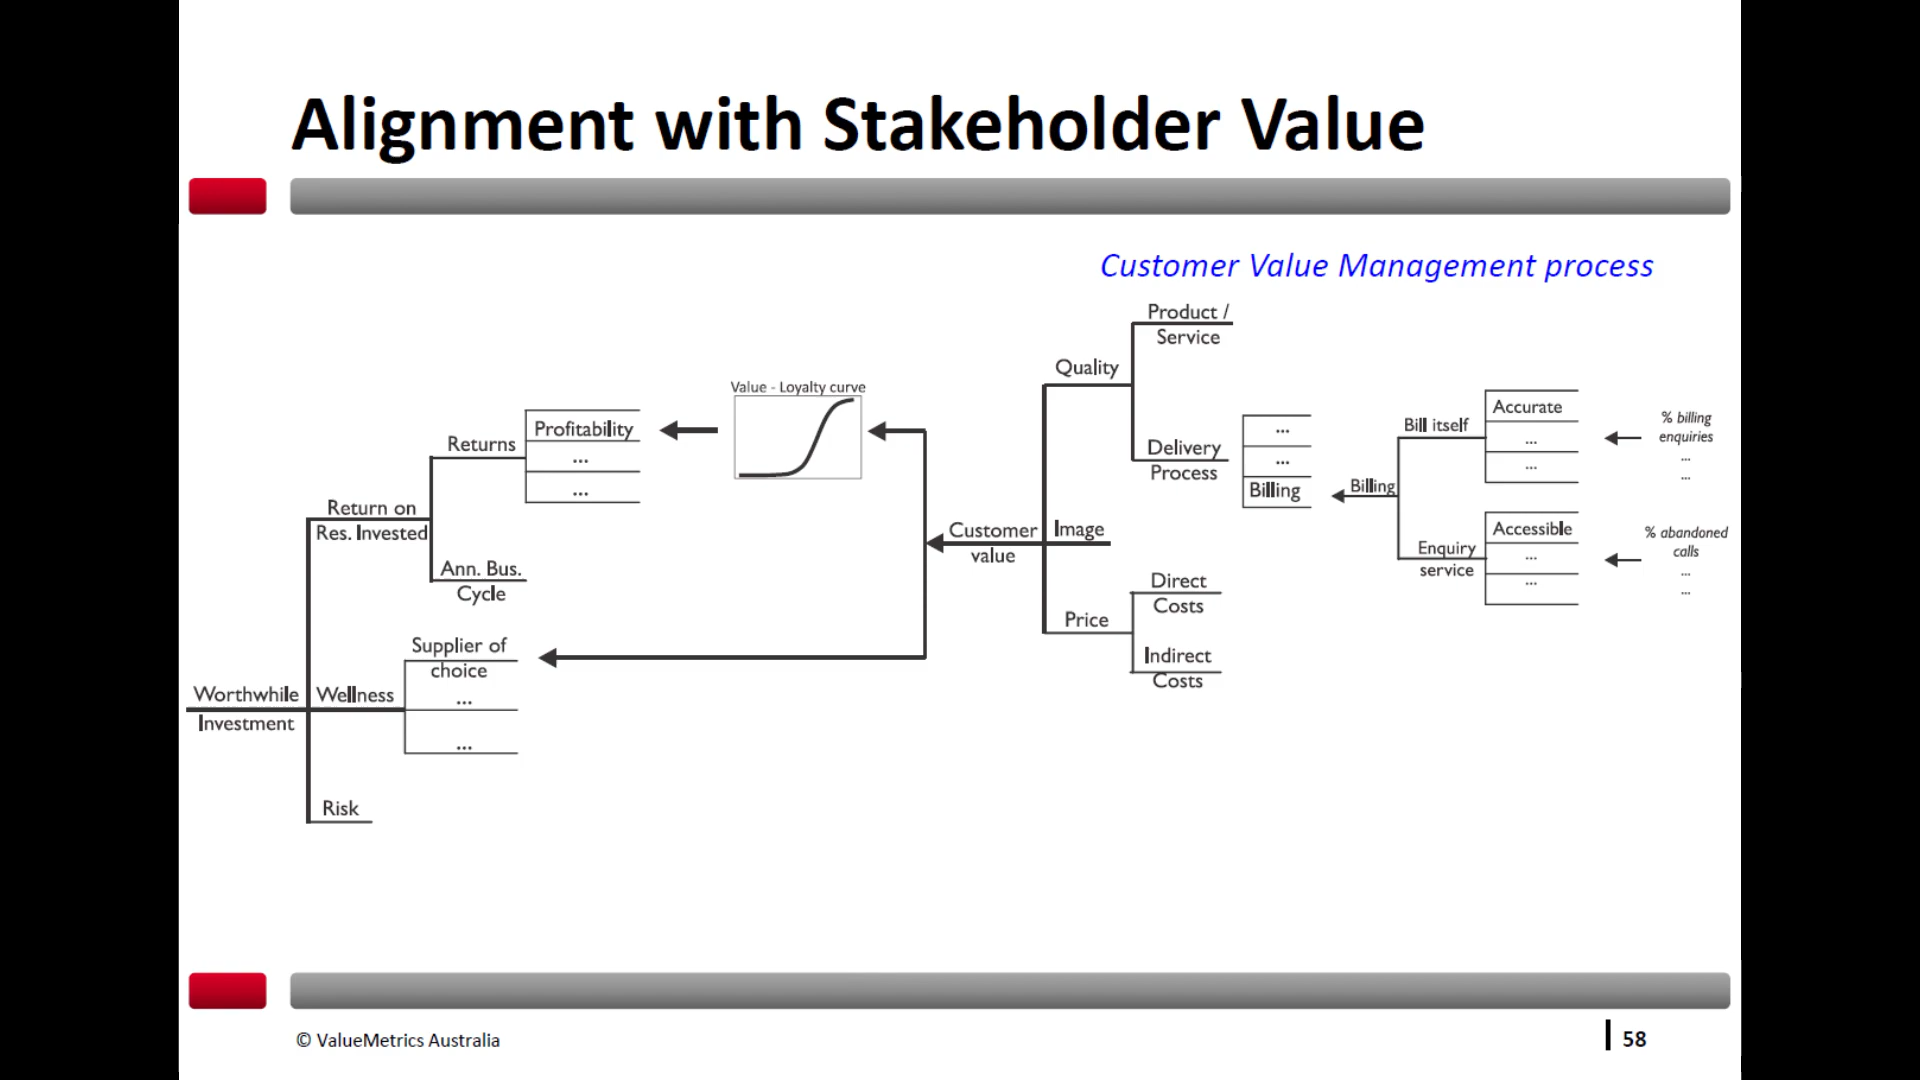 Alignment with Stakeholder Value
Customer Value Management process
Worthwhile
Investment
Return on
Res. Invested
Returns
Profitability
...
...
Ann. Bus.
Cycle
Wellness
Supplier of
choice
...
...
Risk
Value - Loyalty curve
Customer
value
Quality
Product /
Service
Delivery
Process
...
...
Billing
Image
Price
Direct
Costs
Indirect
Costs
Billing
Bill itself
Accurate
...
...
% billing
enquiries
...
...
Enquiry
service
Accessible
...
...
% abandoned
calls
...
...
© ValueMetrics Australia
58